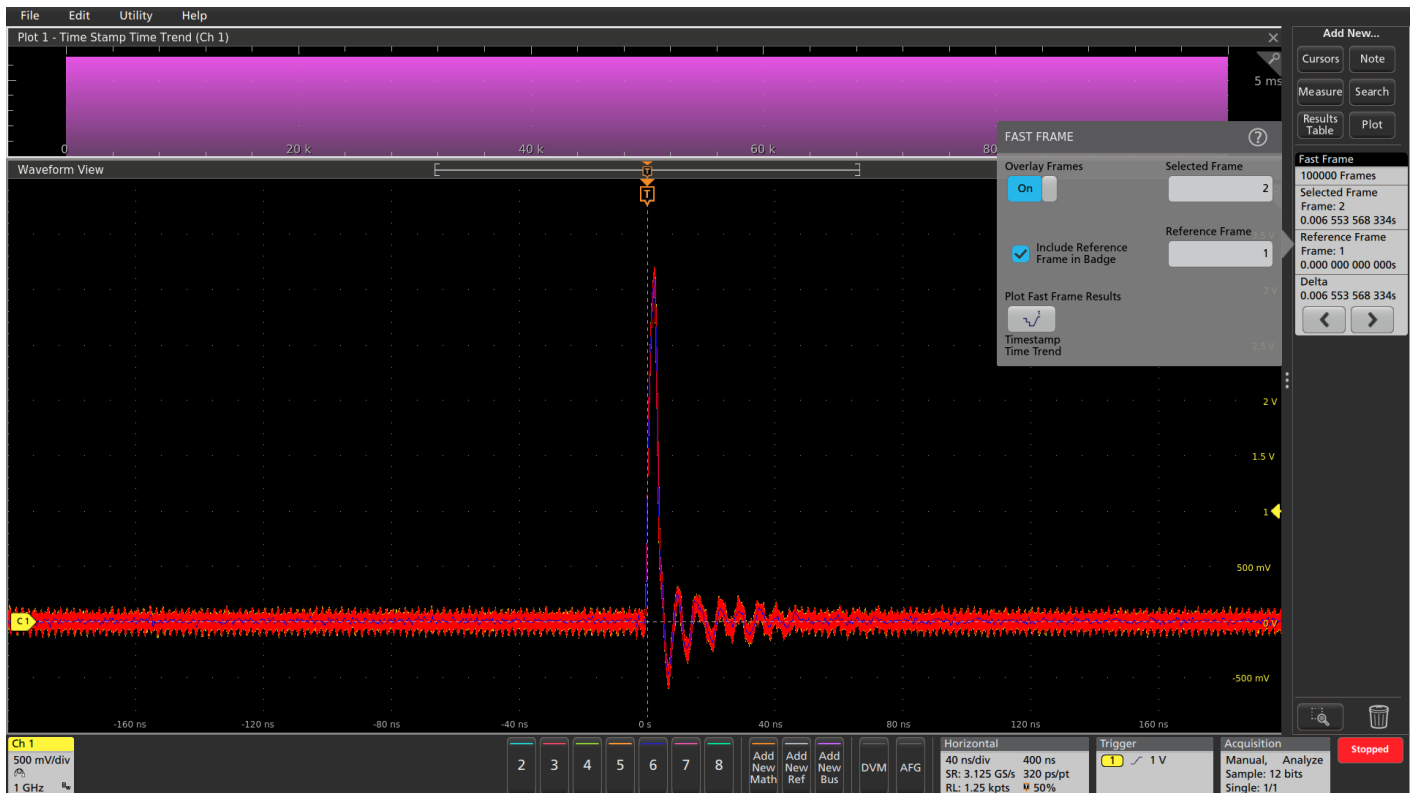 File Edit Utility Help
Plot 1 - Time Stamp Time Trend (Ch 1)
5 ms
0 20 k 40 k 60 k 80
Waveform View
T
T
FAST FRAME
?
Overlay Frames
On
Selected Frame
2
Include Reference
Frame in Badge
Reference Frame
1
Plot Fast Frame Results
Timestamp
Time Trend
3.5 V
3 V
2.5 V
2 V
1.5 V
1
500 mV
0 V
-500 mV
C 1
-160 ns -120 ns -80 ns -40 ns 0 s 40 ns 80 ns 120 ns 160 ns
Add New...
Cursors Note
Measure Search
Results
Table
Plot
Fast Frame
100000 Frames
Selected Frame
Frame: 2
0.006 553 568 334s
Reference Frame
Frame: 1
0.000 000 000 000s
Delta
0.006 553 568 334s
Ch 1
500 mV/div
1 GHz
2 3 4 5 6 7 8
Add
New
Math
Add
New
Ref
Add
New
Bus
DVM AFG
Horizontal
40 ns/div 400 ns
SR: 3.125 GS/s 320 ps/pt
RL: 1.25 kpts 50%
Trigger
1 1 V
Acquisition
Manual, Analyze
Sample: 12 bits
Single: 1/1
Stopped